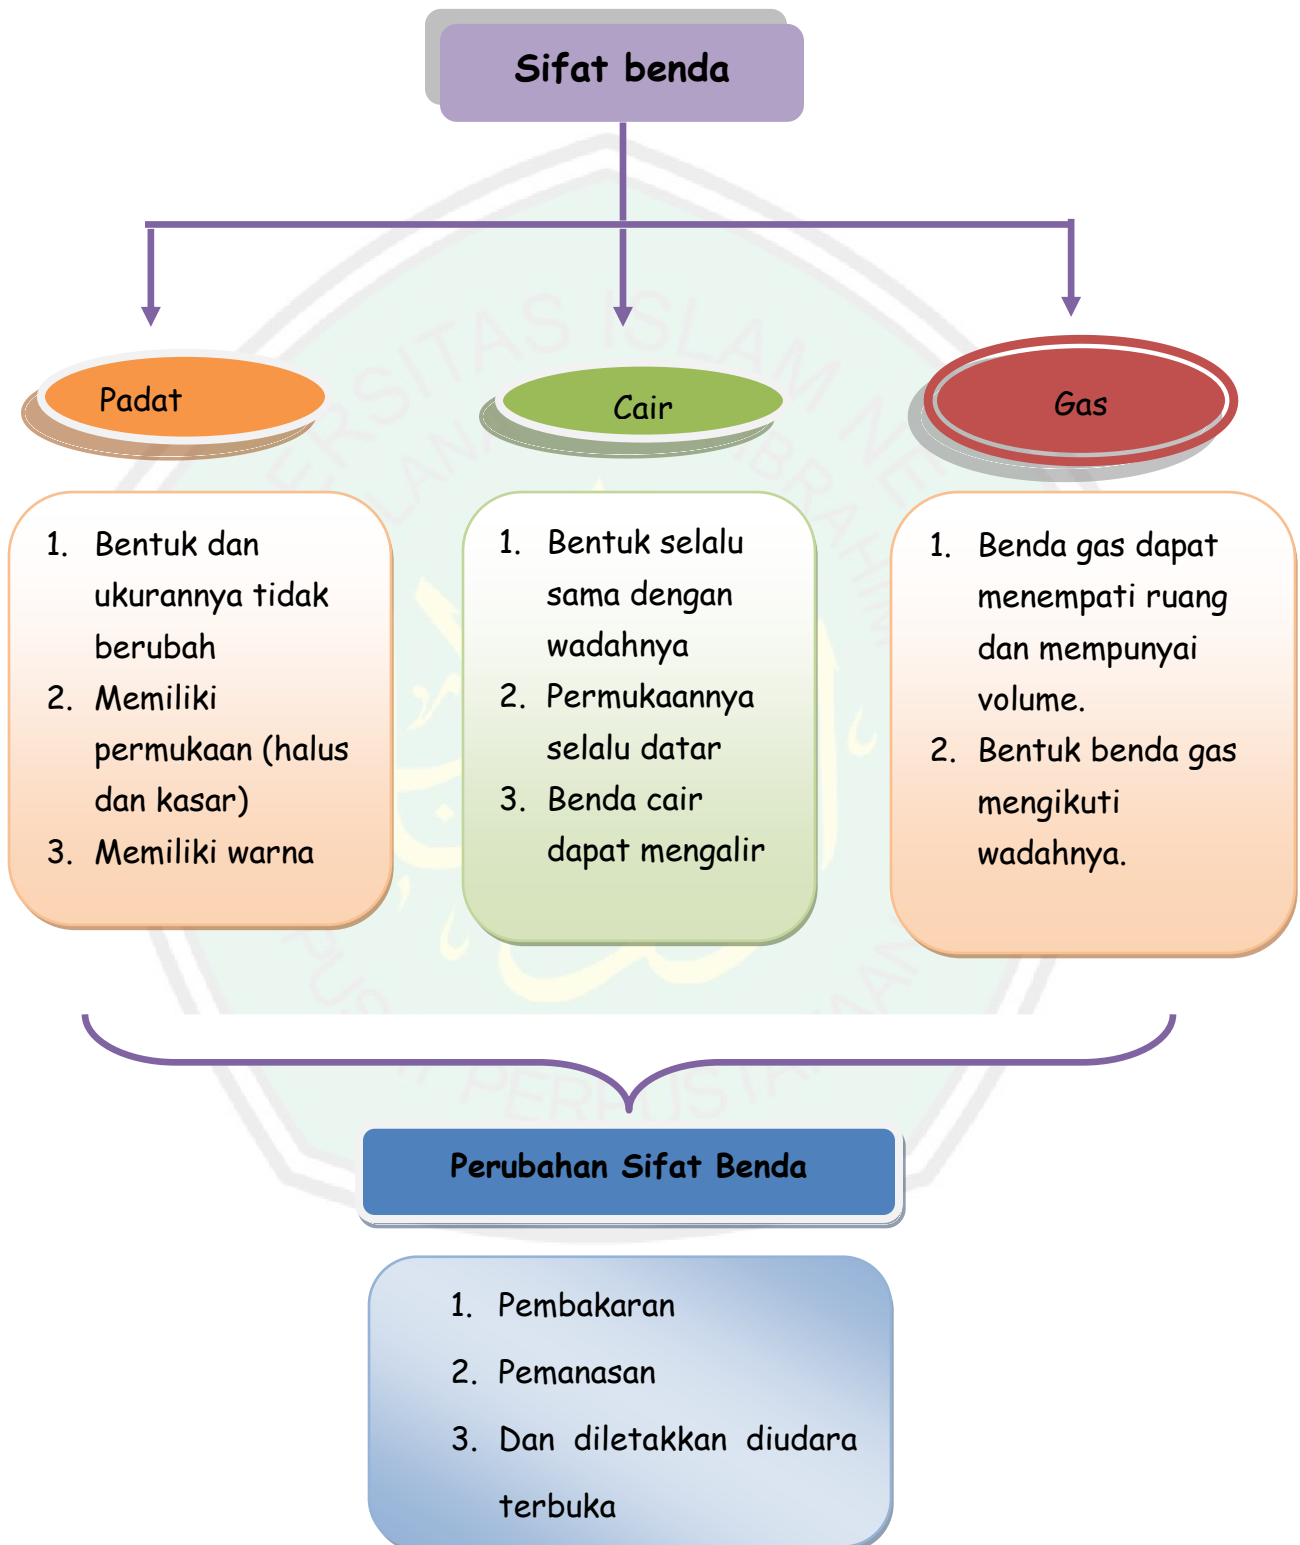 Sifat benda
Padat
Cair
Gas
1. Bentuk dan
ukurannya tidak
berubah
2. Memiliki
permukaan (halus
dan kasar)
3. Memiliki warna
1. Bentuk selalu
sama dengan
wadahnya
2. Permukaannya
selalu datar
3. Benda cair
dapat mengalir
1. Benda gas dapat
menempati ruang
dan mempunyai
volume.
2. Bentuk benda gas
mengikuti
wadahnya.
Perubahan Sifat Benda
1. Pembakaran
2. Pemanasan
3. Dan diletakkan diudara
terbuka